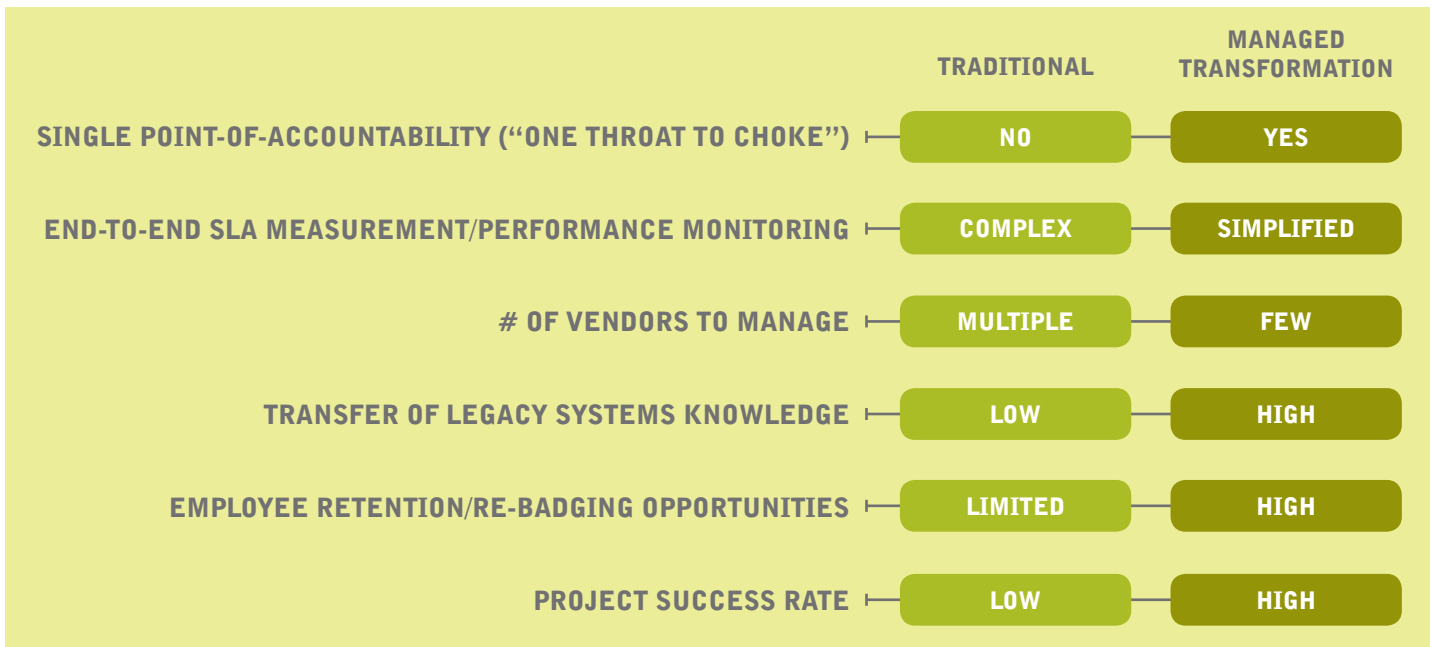 TRADITIONAL
MANAGED
TRANSFORMATION
SINGLE POINT-OF-ACCOUNTABILITY (“ONE THROAT TO CHOKE”) NO YES
END-TO-END SLA MEASUREMENT/PERFORMANCE MONITORING COMPLEX SIMPLIFIED
# OF VENDORS TO MANAGE MULTIPLE FEW
TRANSFER OF LEGACY SYSTEMS KNOWLEDGE LOW HIGH
EMPLOYEE RETENTION/RE-BADGING OPPORTUNITIES LIMITED HIGH
PROJECT SUCCESS RATE LOW HIGH